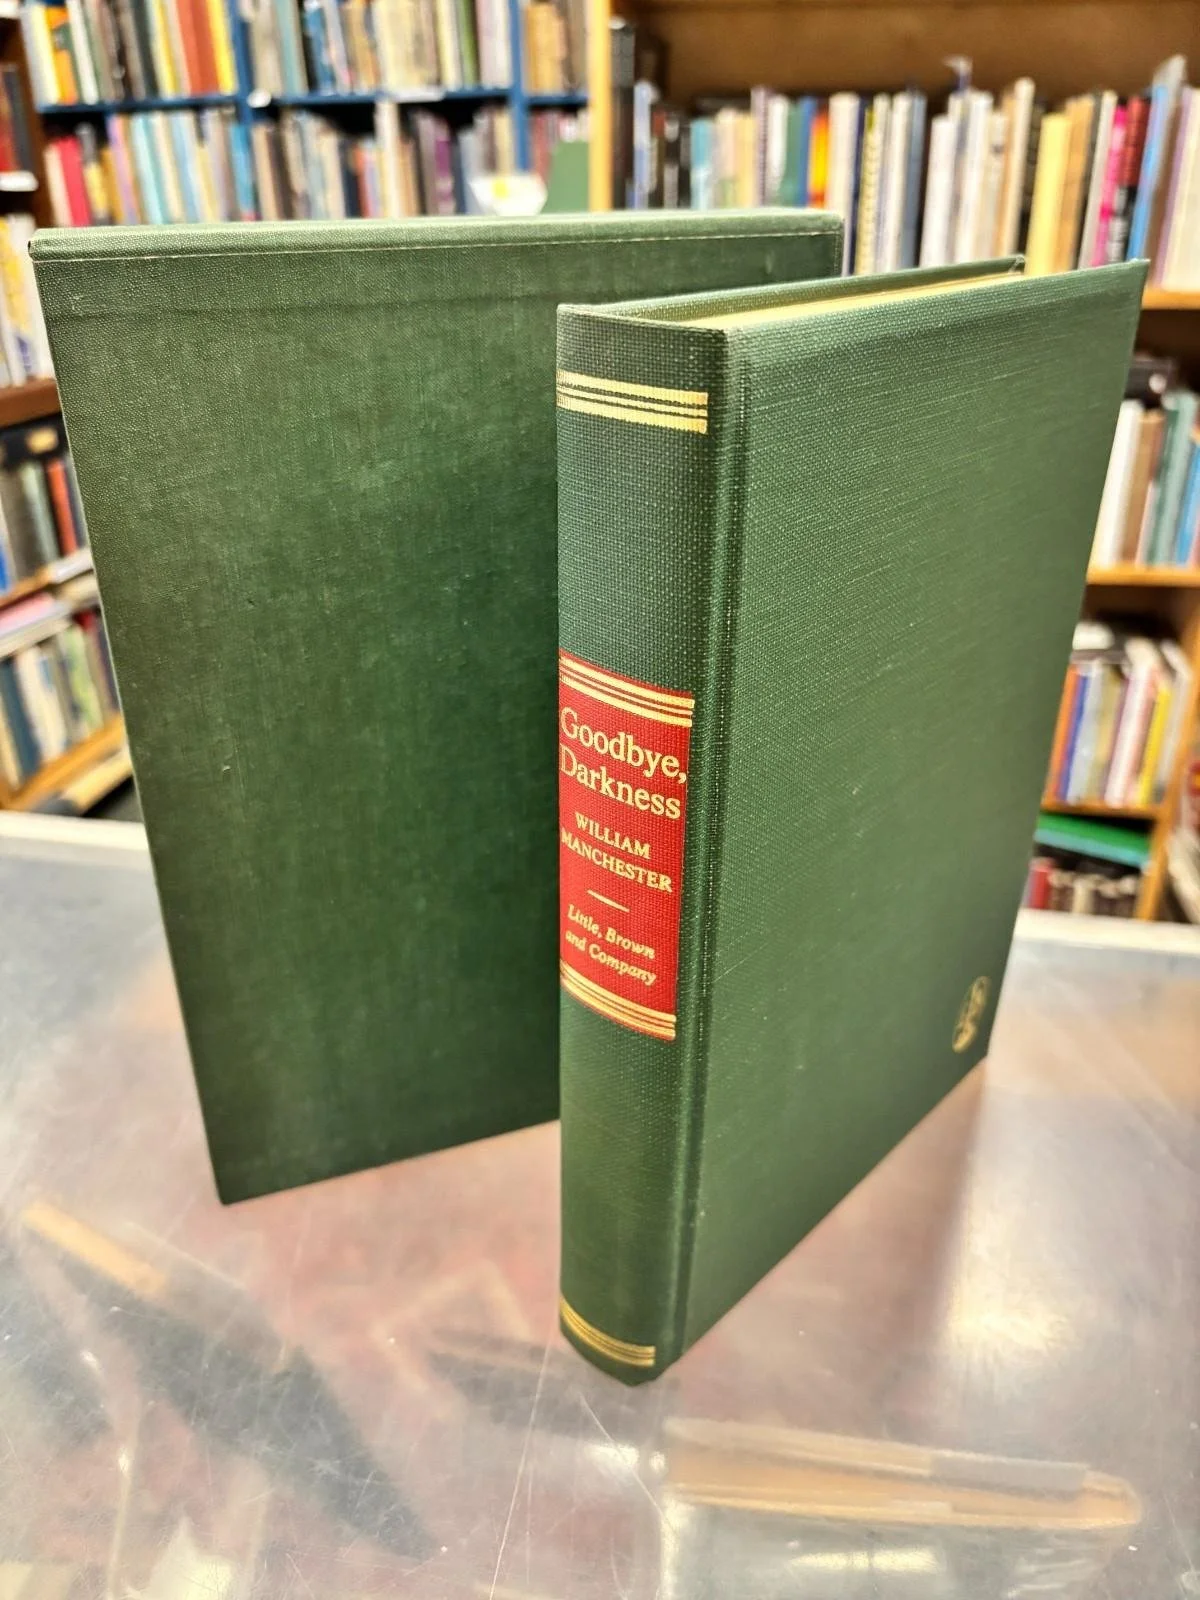 Goodbye,
Darkness
WILLIAM
MANCHESTER
Little, Brown
and Company